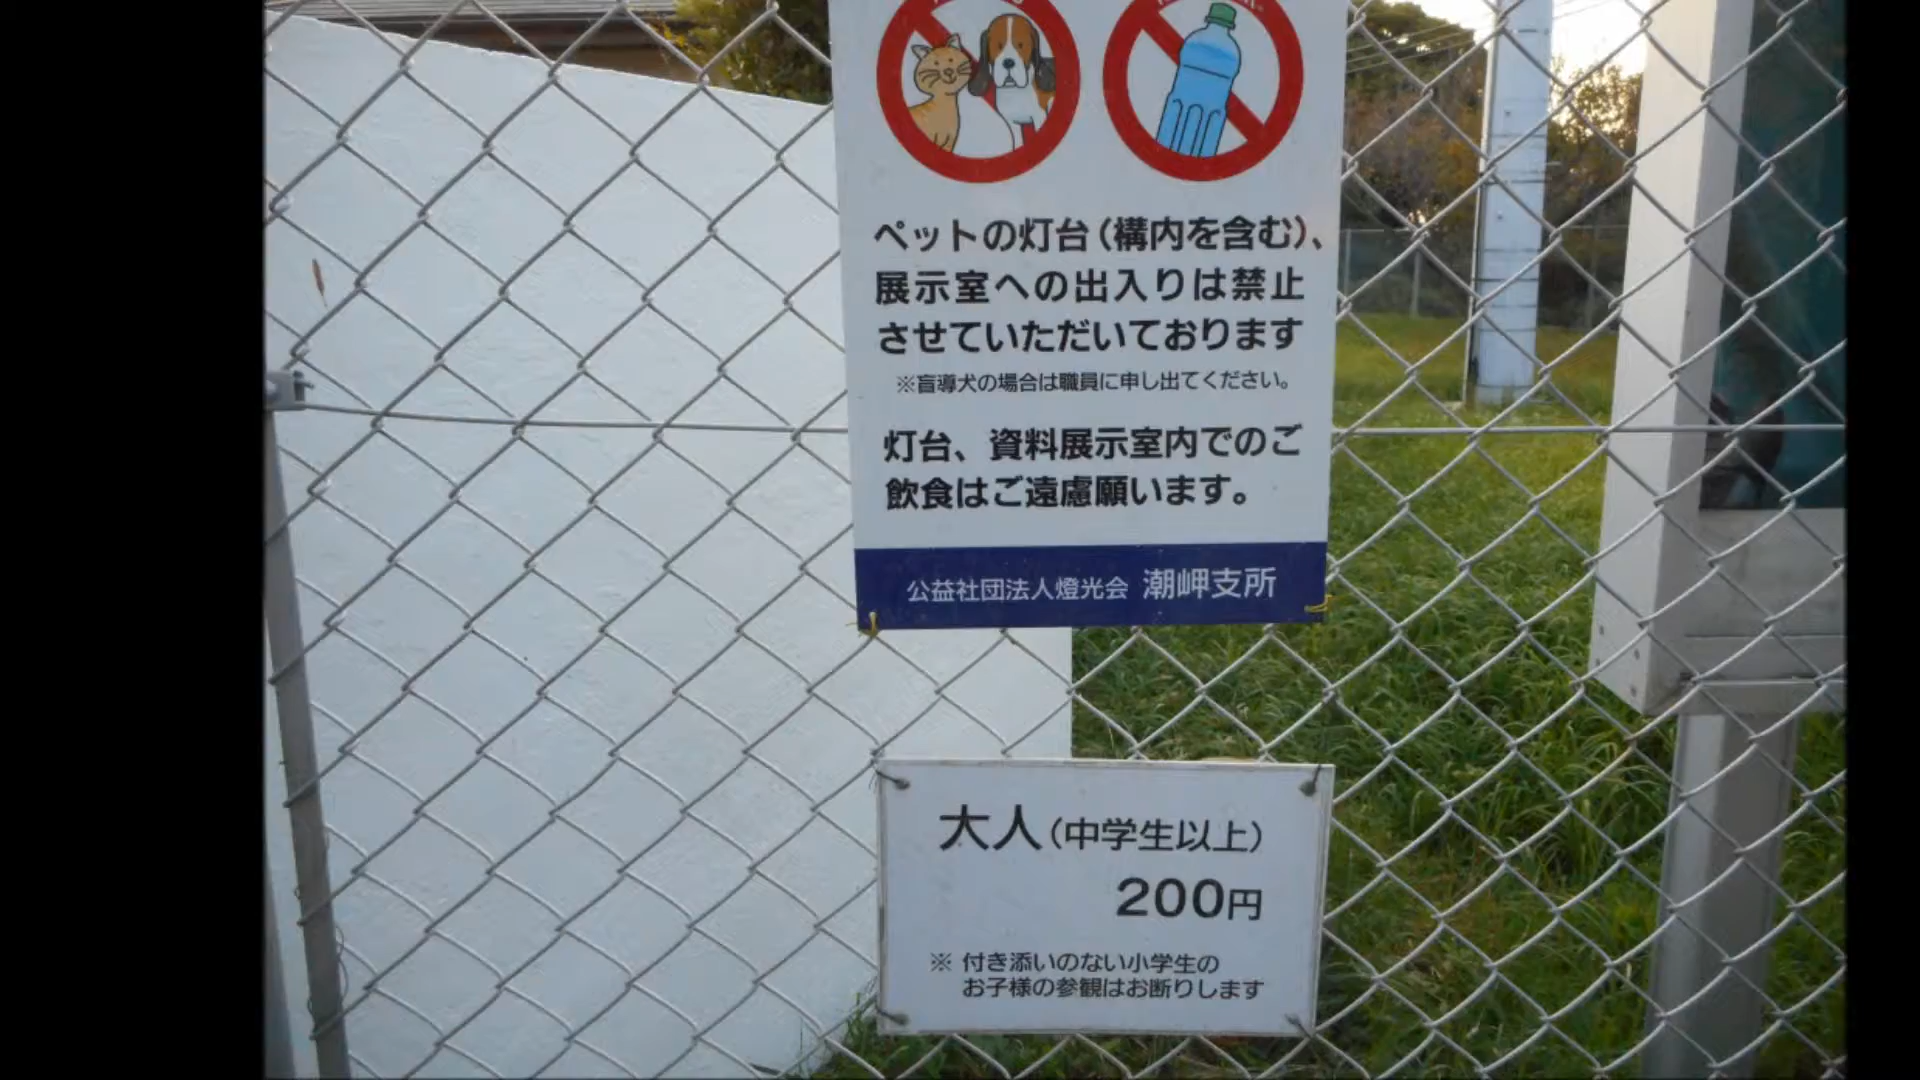 ペットの灯台(構内を含む)、
展示室への出入りは禁止
させていただいております
※盲導犬の場合は職員に申し出てください。
灯台、資料展示室内でのご
飲食はご遠慮願います。
公益社団法人燈光会 潮岬支所
大人(中学生以上)
200円
※ 付き添いのない小学生の
お子様の参観はお断りします